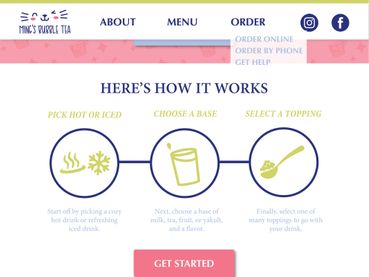 MING'S BUBBLE TEA
ABOUT
MENU
ORDER
ORDER ONLINE
ORDER BY PHONE
GET HELP
HERE'S HOW IT WORKS
PICK HOT OR ICED
CHOOSE A BASE
SELECT A TOPPING
Start off by picking a cozy
hot drink or refreshing
iced drink.
Next, choose a base of
milk, tea, fruit, or yakult,
and a flavor.
Finally, select one of
many toppings to go with
your drink.
GET STARTED